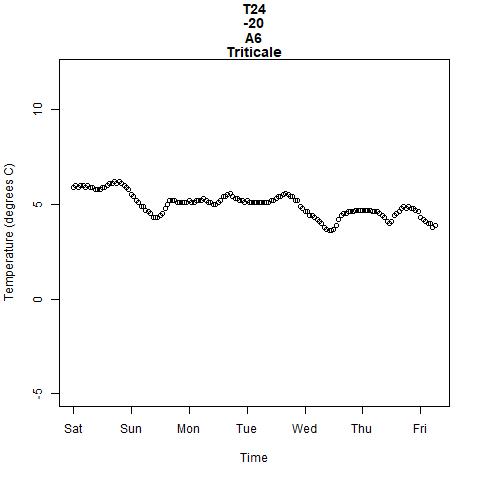 T24
-20
A6
Triticale
10
5
0
-5
Temperature (degrees C)
Sat Sun Mon Tue Wed Thu Fri
Time